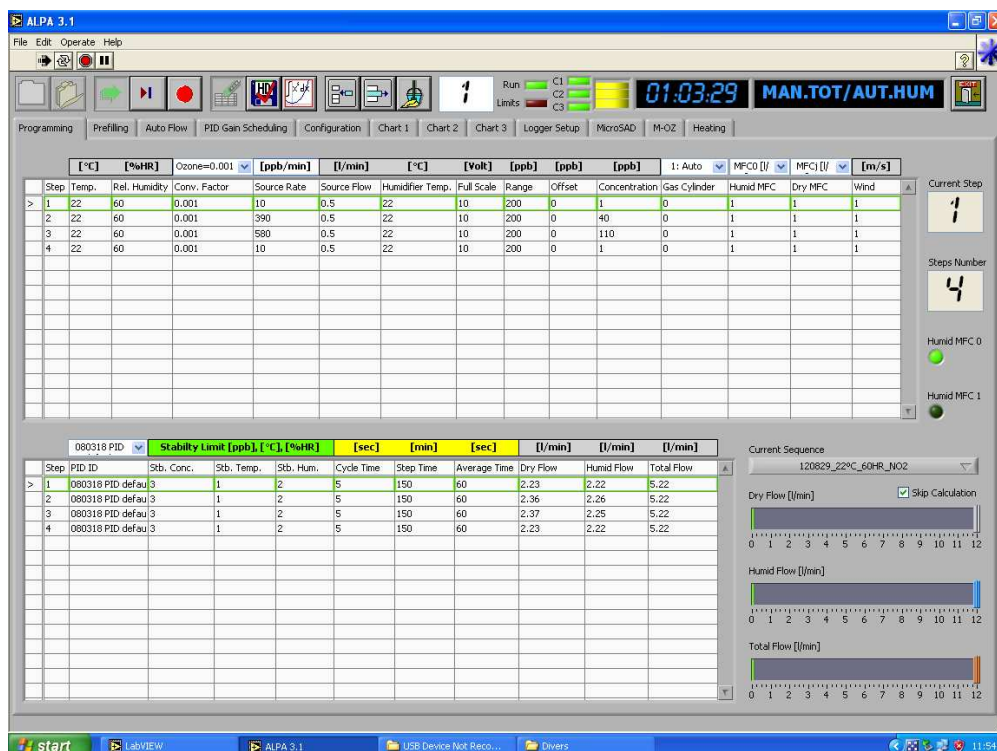 ALPA 3.1
File Edit Operate Help
Run C1
C2
Limits C3
1
01:03:29
MAN.TOT/AUT.HUM
Programming Prefilling Auto Flow PID Gain Scheduling Configuration Chart 1 Chart 2 Chart 3 Logger Setup MicroSAD M-OZ Heating
[°C] [%HR] Ozone=0.001 [ppb/min] [l/min] [°C] [Volt] [ppb] [ppb] [ppb] 1: Auto MFC0 [l/ MFCj [l/ [m/s]
Step Temp. Rel. Humidity Conv. Factor Source Rate Source Flow Humidifier Temp. Full Scale Range Offset Concentration Gas Cylinder Humid MFC Dry MFC Wind
> 1 22 60 0.001 10 0.5 22 10 200 0 1 0 1 1 1
2 22 60 0.001 390 0.5 22 10 200 0 40 0 1 1 1
3 22 60 0.001 580 0.5 22 10 200 0 110 0 1 1 1
4 22 60 0.001 10 0.5 22 10 200 0 1 0 1 1 1
Current Step
1
Steps Number
4
Humid MFC 0
Humid MFC 1
080318 PID Stabilty Limit [ppb], [°C], [%HR] [sec] [min] [sec] [l/min] [l/min] [l/min]
Step PID ID Stb. Conc. Stb. Temp. Stb. Hum. Cycle Time Step Time Average Time Dry Flow Humid Flow Total Flow
> 1 080318 PID defau 3 1 2 5 150 60 2.23 2.22 5.22
2 080318 PID defau 3 1 2 5 150 60 2.36 2.26 5.22
3 080318 PID defau 3 1 2 5 150 60 2.37 2.25 5.22
4 080318 PID defau 3 1 2 5 150 60 2.23 2.22 5.22
Current Sequence
120829_22ºC_60HR_NO2
Dry Flow [l/min] Skip Calculation
0 1 2 3 4 5 6 7 8 9 10 11 12
Humid Flow [l/min]
0 1 2 3 4 5 6 7 8 9 10 11 12
Total Flow [l/min]
0 1 2 3 4 5 6 7 8 9 10 11 12
start LabVIEW ALPA 3.1 USB Device Not Reco... Divers 11:54